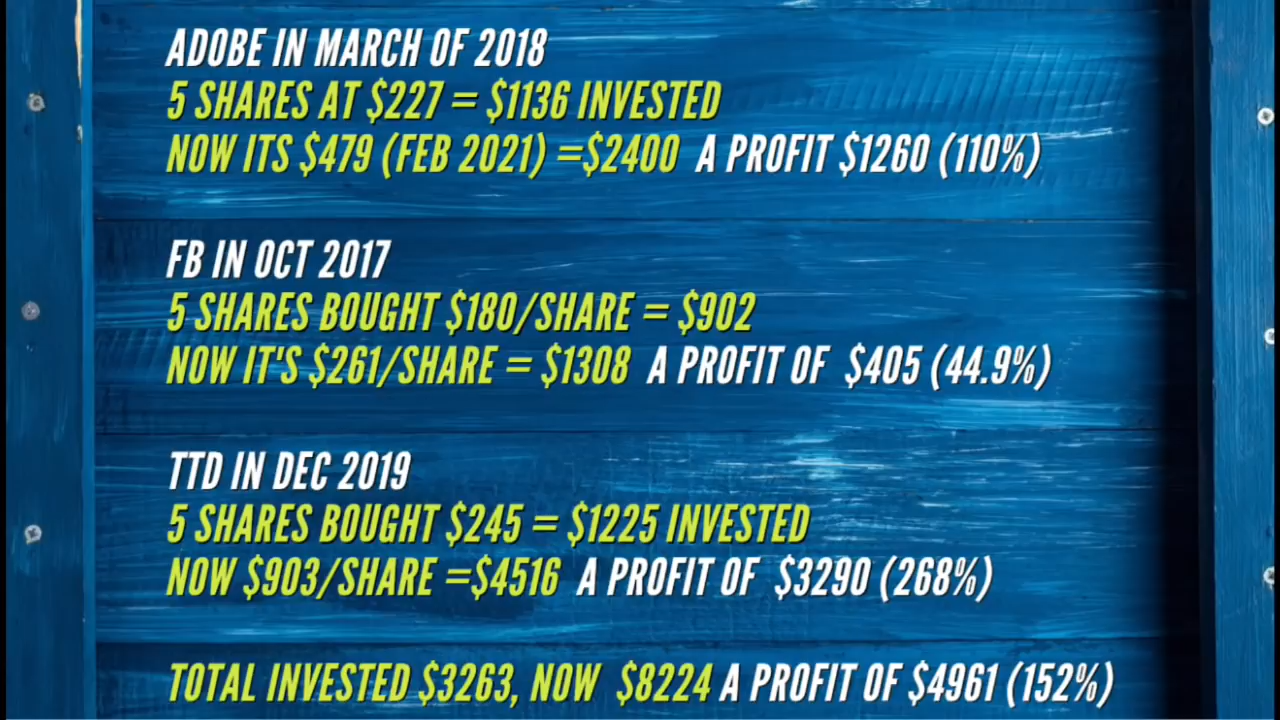 ADOBE IN MARCH OF 2018
5 SHARES AT $227 = $1136 INVESTED
NOW ITS $479 (FEB 2021) =$2400 A PROFIT $1260 (110%)
FB IN OCT 2017
5 SHARES BOUGHT $180/SHARE = $902
NOW IT'S $261/SHARE = $1308 A PROFIT OF $405 (44.9%)
TTD IN DEC 2019
5 SHARES BOUGHT $245 = $1225 INVESTED
NOW $903/SHARE =$4516 A PROFIT OF $3290 (268%)
TOTAL INVESTED $3263, NOW $8224 A PROFIT OF $4961 (152%)